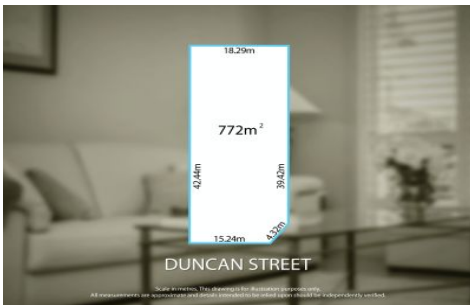 18.29m
772m²
42.44m
39.42m
15.24m
4.32m
DUNCAN STREET
Scale in metres. This drawing is for illustration purposes only.
All measurements are approximate and details intended to be relied upon should be independently verified.